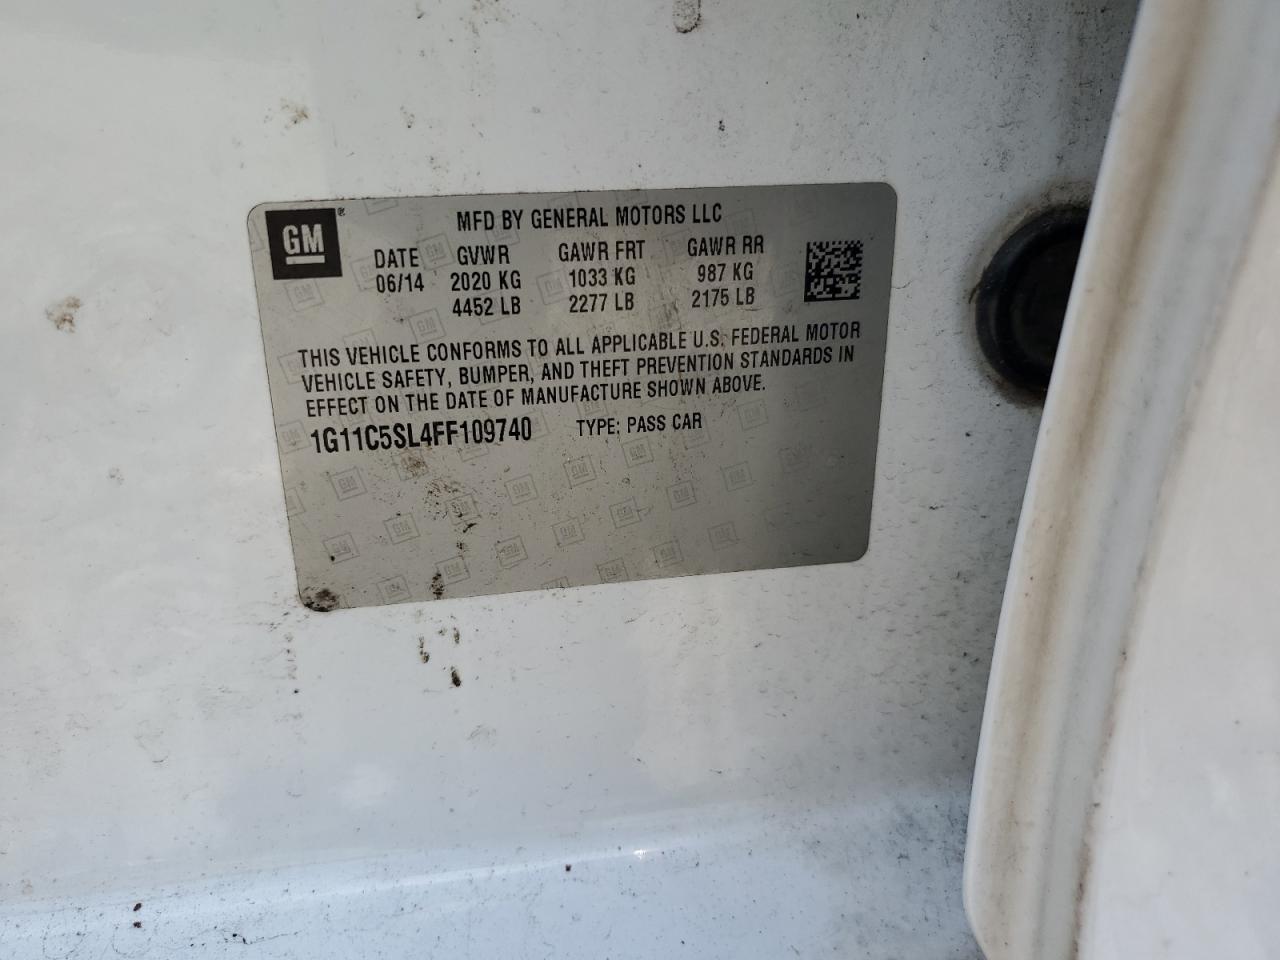 GM®
MFD BY GENERAL MOTORS LLC
DATE GVWR GAWR FRT GAWR RR
06/14 2020 KG 1033 KG 987 KG
4452 LB 2277 LB 2175 LB
THIS VEHICLE CONFORMS TO ALL APPLICABLE U.S. FEDERAL MOTOR
VEHICLE SAFETY, BUMPER, AND THEFT PREVENTION STANDARDS IN
EFFECT ON THE DATE OF MANUFACTURE SHOWN ABOVE.
1G11C5SL4FF109740 TYPE: PASS CAR